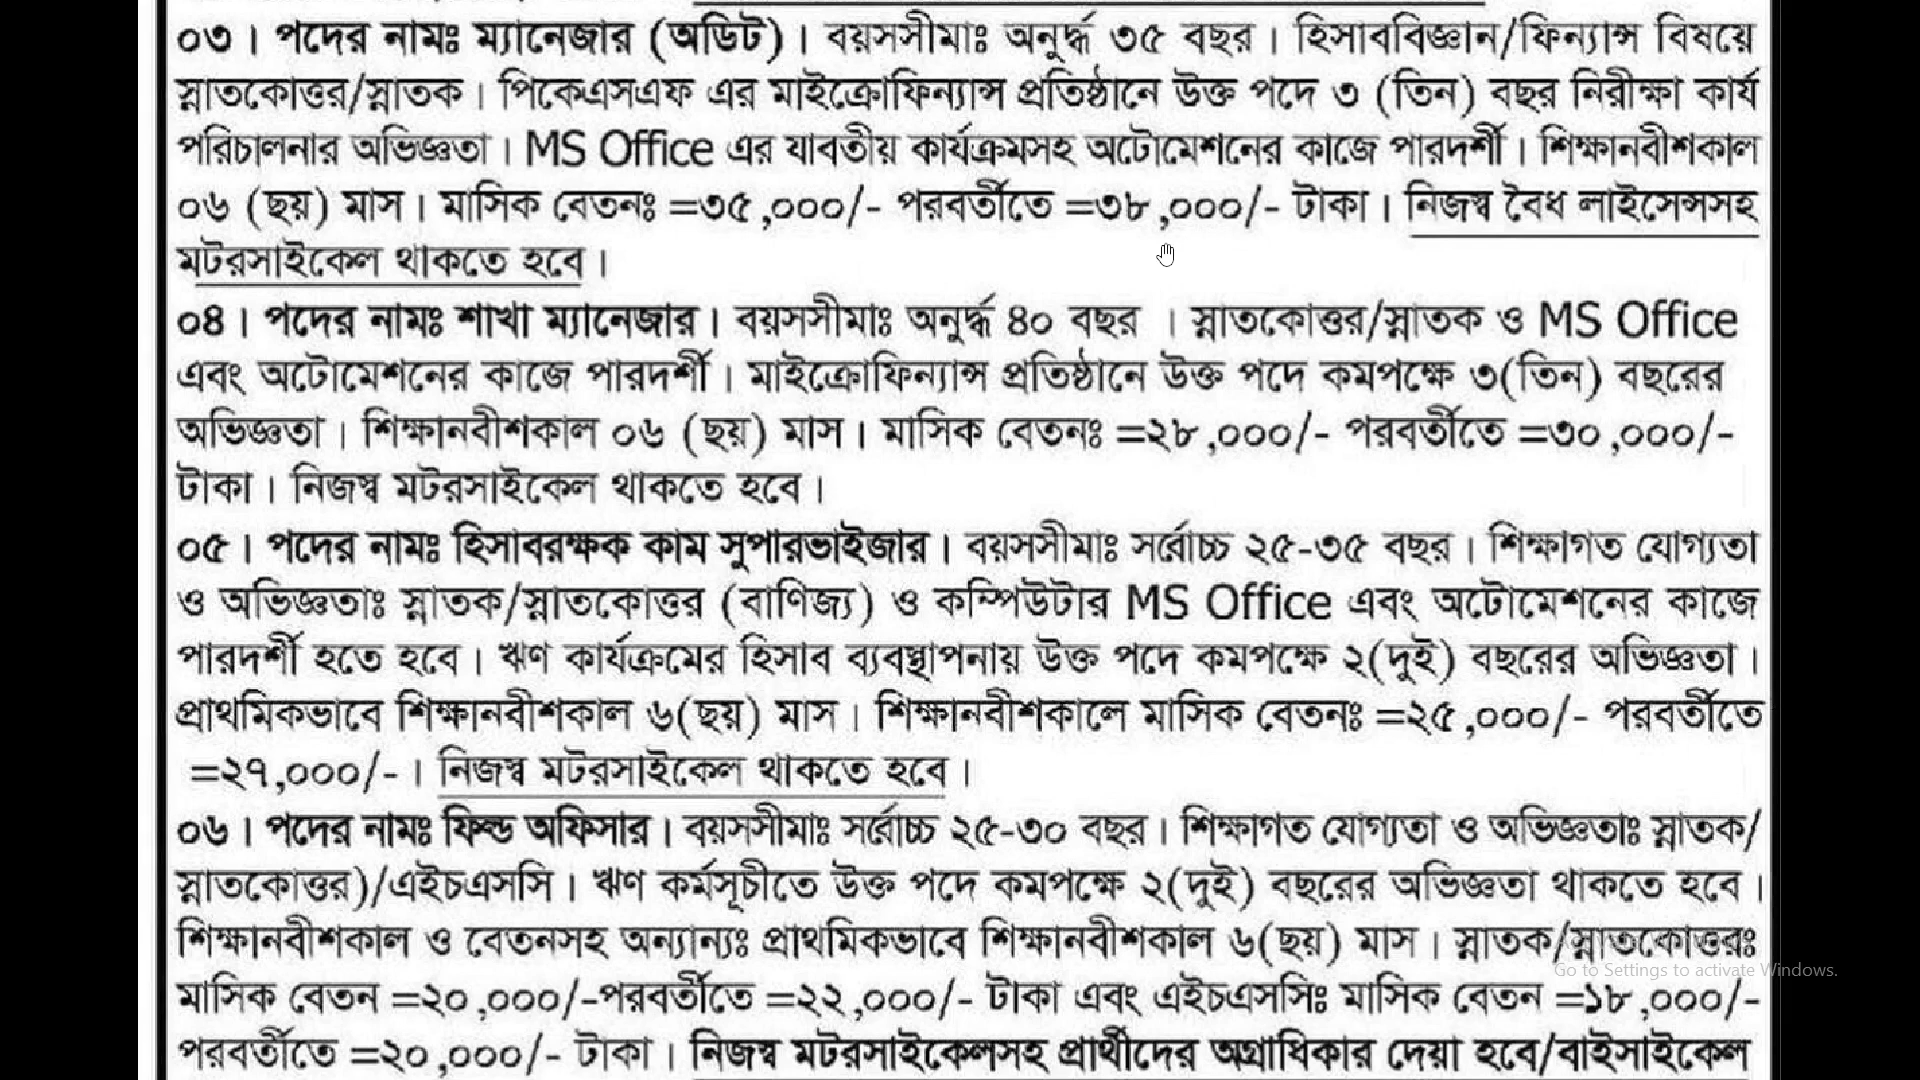 ০৩। পদের নামঃ ম্যানেজার (অডিট)। বয়সসীমাঃ অনুর্দ্ধ ৩৫ বছর। হিসাববিজ্ঞান/ফিন্যান্স বিষয়ে
স্নাতকোত্তর/স্নাতক। পিকেএসএফ এর মাইক্রোফিন্যান্স প্রতিষ্ঠানে উক্ত পদে ৩ (তিন) বছর নিরীক্ষা কার্য
পরিচালনার অভিজ্ঞতা। MS Office এর যাবতীয় কার্যক্রমসহ অটোমেশনের কাজে পারদর্শী। শিক্ষানবীশকাল
০৬ (ছয়) মাস। মাসিক বেতনঃ =৩৫,০০০/- পরবর্তীতে =৩৮,০০০/- টাকা। নিজস্ব বৈধ লাইসেন্সসহ
মটরসাইকেল থাকতে হবে।
০৪। পদের নামঃ শাখা ম্যানেজার। বয়সসীমাঃ অনুর্দ্ধ ৪০ বছর । স্নাতকোত্তর/স্নাতক ও MS Office
এবং অটোমেশনের কাজে পারদর্শী। মাইক্রোফিন্যান্স প্রতিষ্ঠানে উক্ত পদে কমপক্ষে ৩(তিন) বছরের
অভিজ্ঞতা। শিক্ষানবীশকাল ০৬ (ছয়) মাস। মাসিক বেতনঃ =২৮,০০০/- পরবর্তীতে =৩০,০০০/-
টাকা। নিজস্ব মটরসাইকেল থাকতে হবে।
০৫। পদের নামঃ হিসাবরক্ষক কাম সুপারভাইজার। বয়সসীমাঃ সর্বোচ্চ ২৫-৩৫ বছর। শিক্ষাগত যোগ্যতা
ও অভিজ্ঞতাঃ স্নাতক/স্নাতকোত্তর (বাণিজ্য) ও কম্পিউটার MS Office এবং অটোমেশনের কাজে
পারদর্শী হতে হবে। ঋণ কার্যক্রমের হিসাব ব্যবস্থাপনায় উক্ত পদে কমপক্ষে ২(দুই) বছরের অভিজ্ঞতা।
প্রাথমিকভাবে শিক্ষানবীশকাল ৬(ছয়) মাস। শিক্ষানবীশকালে মাসিক বেতনঃ =২৫,০০০/- পরবর্তীতে
=২৭,০০০/-। নিজস্ব মটরসাইকেল থাকতে হবে।
০৬। পদের নামঃ ফিল্ড অফিসার। বয়সসীমাঃ সর্বোচ্চ ২৫-৩০ বছর। শিক্ষাগত যোগ্যতা ও অভিজ্ঞতাঃ স্নাতক/
স্নাতকোত্তর)/এইচএসসি। ঋণ কর্মসূচীতে উক্ত পদে কমপক্ষে ২(দুই) বছরের অভিজ্ঞতা থাকতে হবে।
শিক্ষানবীশকাল ও বেতনসহ অন্যান্যঃ প্রাথমিকভাবে শিক্ষানবীশকাল ৬(ছয়) মাস। স্নাতক/স্নাতকোত্তরঃ
Go to Settings to activate Windows.
মাসিক বেতন =২০,০০০/-পরবর্তীতে =২২,০০০/- টাকা এবং এইচএসসিঃ মাসিক বেতন =১৮,০০০/-
পরবর্তীতে =২০,০০০/- টাকা। নিজস্ব মটরসাইকেলসহ প্রার্থীদের অগ্রাধিকার দেয়া হবে/বাইসাইকেল